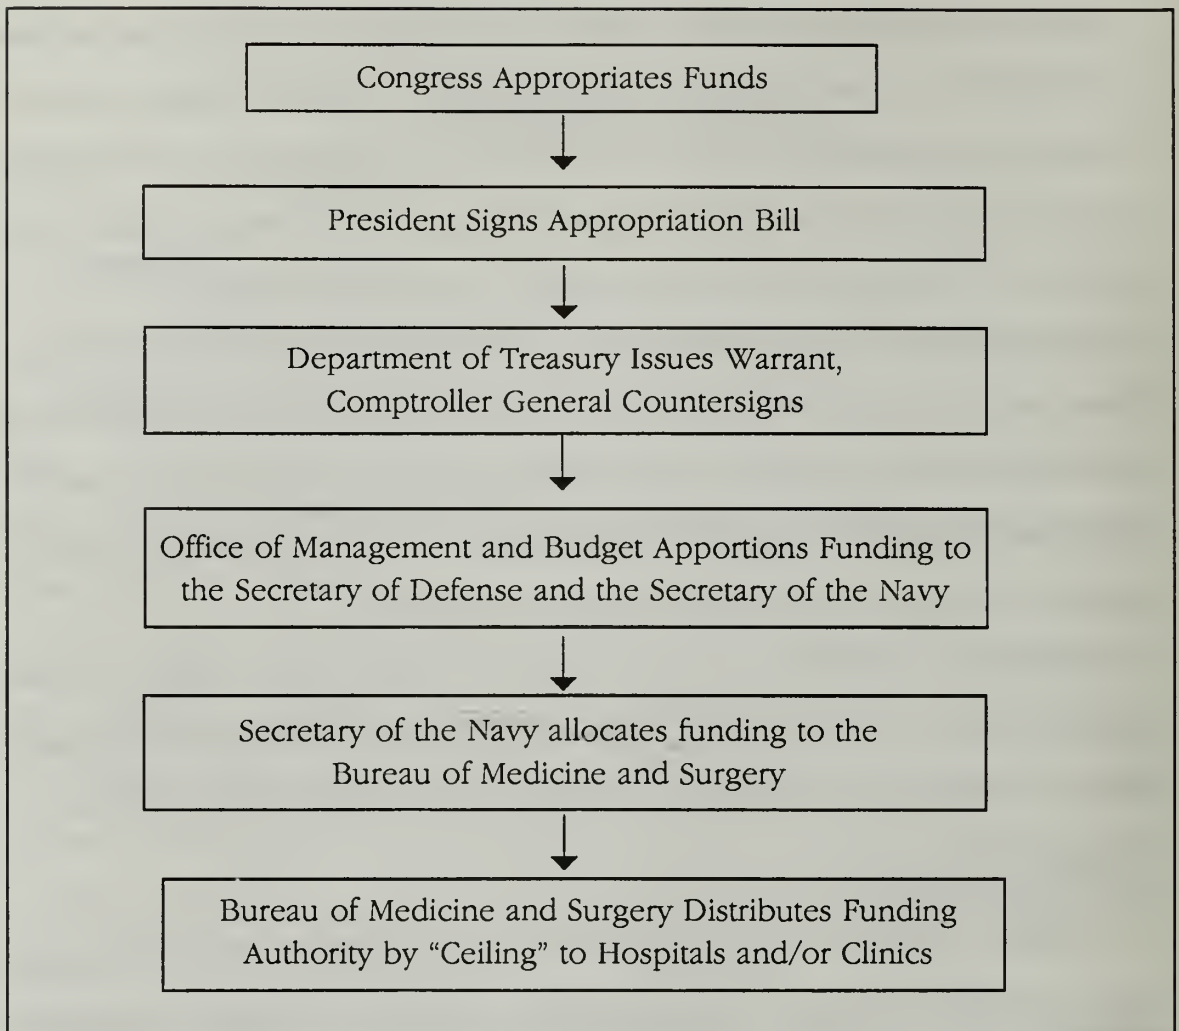 Congress Appropriates Funds
President Signs Appropriation Bill
Department of Treasury Issues Warrant,
Comptroller General Countersigns
Office of Management and Budget Apportions Funding to
the Secretary of Defense and the Secretary of the Navy
Secretary of the Navy allocates funding to the
Bureau of Medicine and Surgery
Bureau of Medicine and Surgery Distributes Funding
Authority by “Ceiling” to Hospitals and/or Clinics